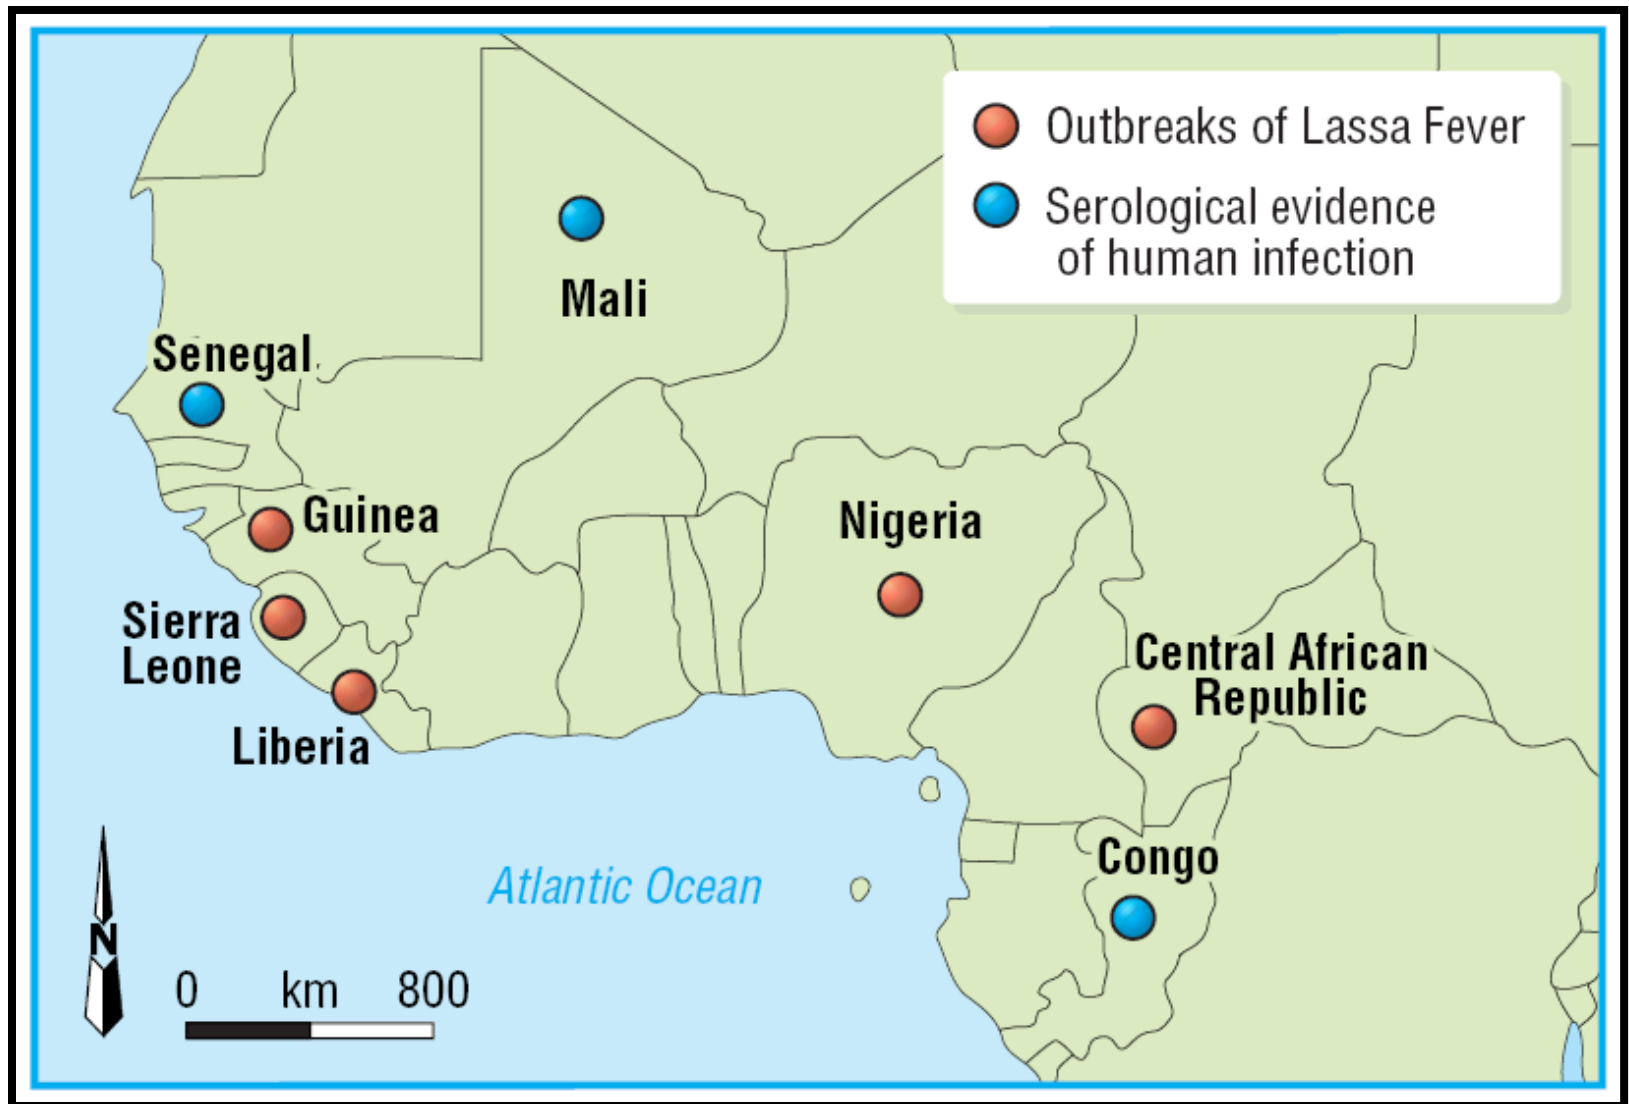 Outbreaks of Lassa Fever
Serological evidence
of human infection
Mali
Senegal
Guinea
Nigeria
Sierra
Leone
Central African
Republic
Liberia
Congo
Atlantic Ocean
N
0 km 800